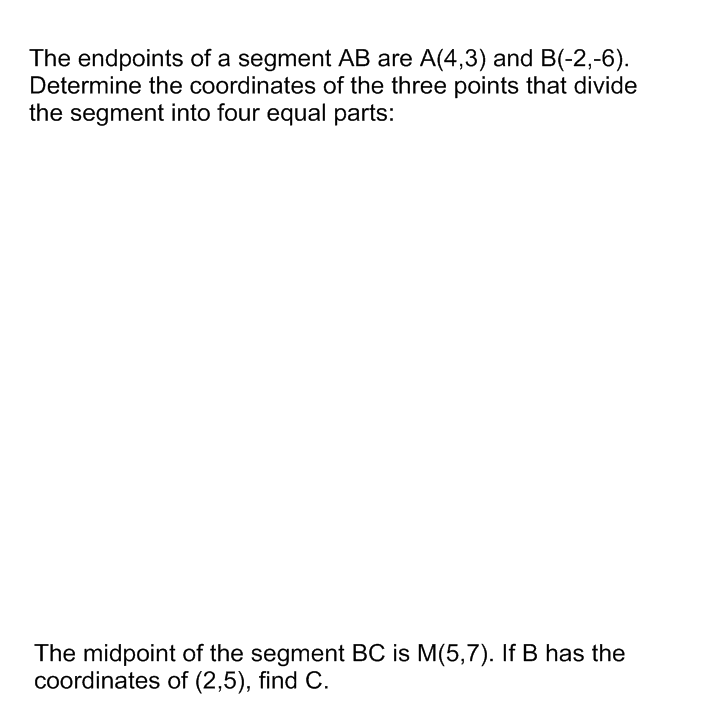 The endpoints of a segment AB are A(4,3) and B(-2,-6).
Determine the coordinates of the three points that divide
the segment into four equal parts:
The midpoint of the segment BC is M(5,7). If B has the
coordinates of (2,5), find C.